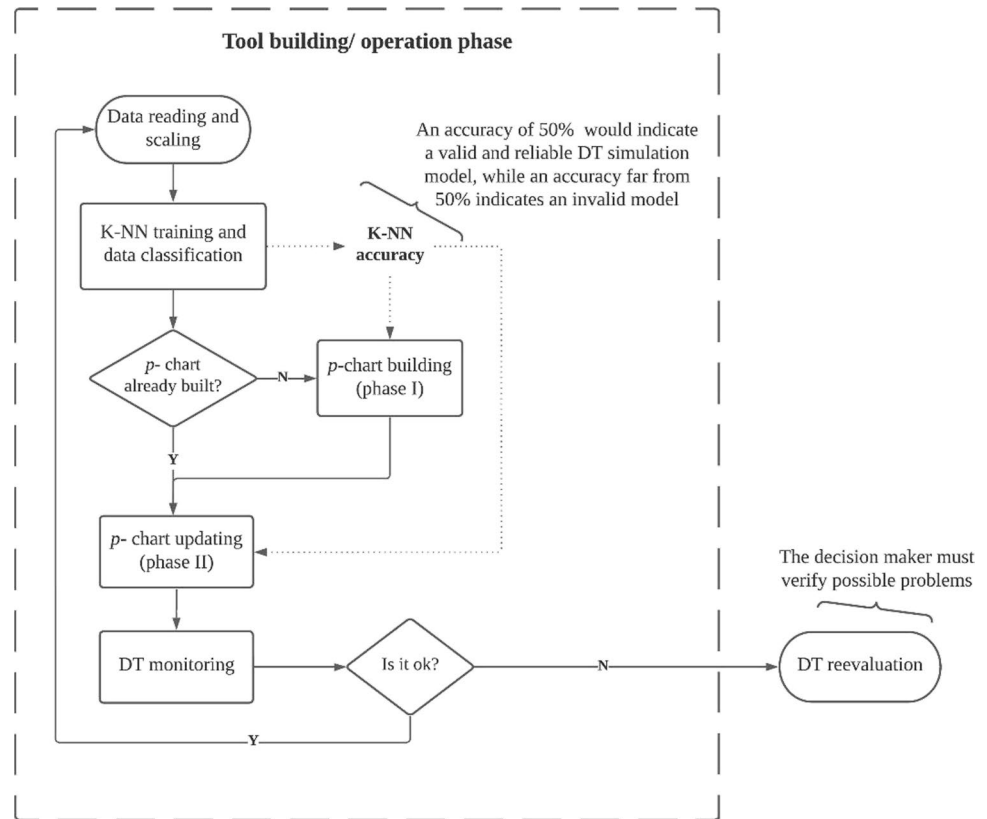 Tool building/ operation phase
Data reading and
scaling
An accuracy of 50% would indicate
a valid and reliable DT simulation
model, while an accuracy far from
50% indicates an invalid model
K-NN training and
data classification
K-NN
accuracy
p- chart
already built?
N
p-chart building
(phase I)
Y
p- chart updating
(phase II)
The decision maker must
verify possible problems
DT monitoring
Is it ok?
N
DT reevaluation
Y